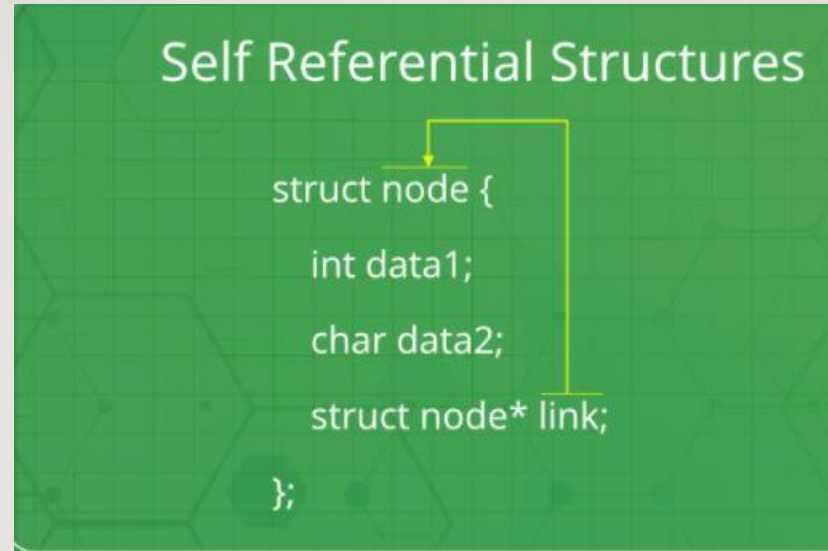 Self Referential Structures
struct node {
int data1;
char data2;
struct node* link;
};